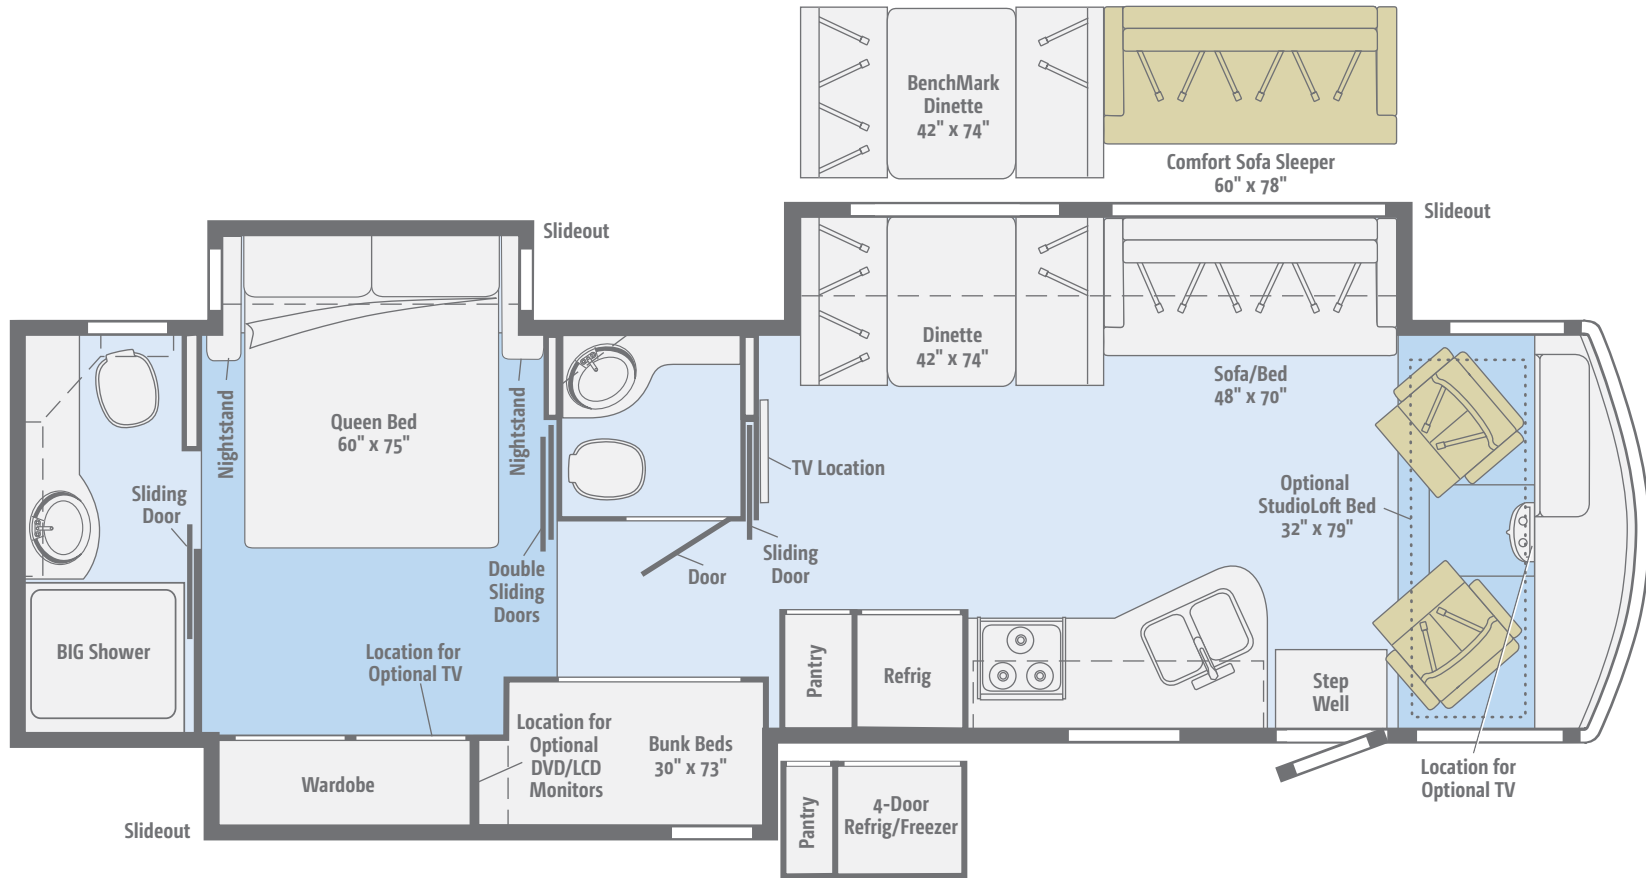 BenchMark
Dinette
42" x 74"
Comfort Sofa Sleeper
60" x 78"
Slideout
Slideout
Dinette
42" x 74"
Sofa/Bed
48" x 70"
Nightstand
Queen Bed
60" x 75"
Nightstand
TV Location
Optional
StudioLoft Bed
32" x 79"
Sliding
Door
Double
Sliding
Doors
Door
Sliding
Door
BIG Shower
Location for
Optional TV
Pantry
Refrig
Step
Well
Location for
Optional
DVD/LCD
Monitors
Bunk Beds
30" x 73"
Wardobe
Location for
Optional TV
Slideout
Pantry
4-Door
Refrig/Freezer